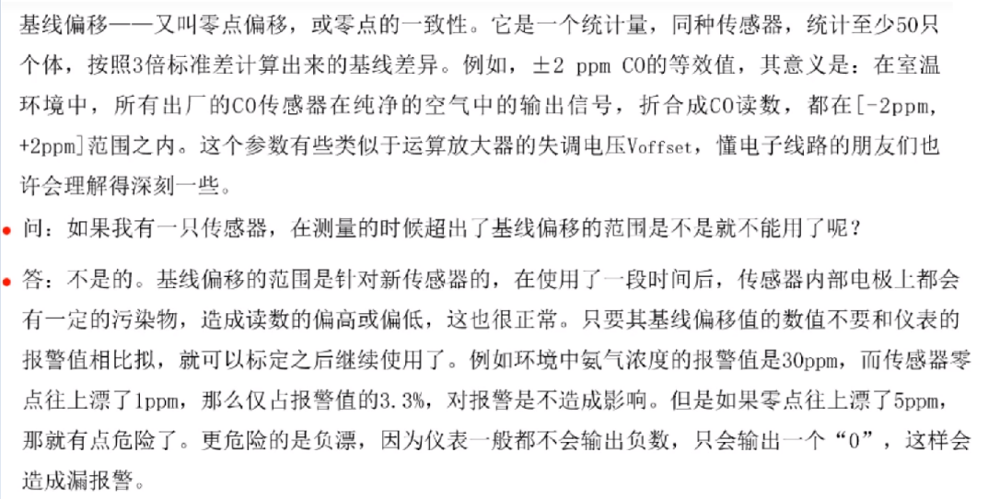 基线偏移——又叫零点偏移，或零点的一致性。它是一个统计量，同种传感器，统计至少50只
个体，按照3倍标准差计算出来的基线差异。例如，±2 ppm CO的等效值，其意义是：在室温
环境中，所有出厂的CO传感器在纯净的空气中的输出信号，折合成CO读数，都在[-2ppm,
+2ppm]范围之内。这个参数有些类似于运算放大器的失调电压Voffset，懂电子线路的朋友们也
许会理解得深刻一些。
• 问：如果我有一只传感器，在测量的时候超出了基线偏移的范围是不是就不能用了呢？
• 答：不是的。基线偏移的范围是针对新传感器的，在使用了一段时间后，传感器内部电极上都会
有一定的污染物，造成读数的偏高或偏低，这也很正常。只要其基线偏移值的数值不要和仪表的
报警值相比拟，就可以标定之后继续使用了。例如环境中氨气浓度的报警值是30ppm，而传感器零
点往上漂了1ppm，那么仅占报警值的3.3%，对报警是不造成影响。但是如果零点往上漂了5ppm，
那就有点危险了。更危险的是负漂，因为仪表一般都不会输出负数，只会输出一个“0”，这样会
造成漏报警。